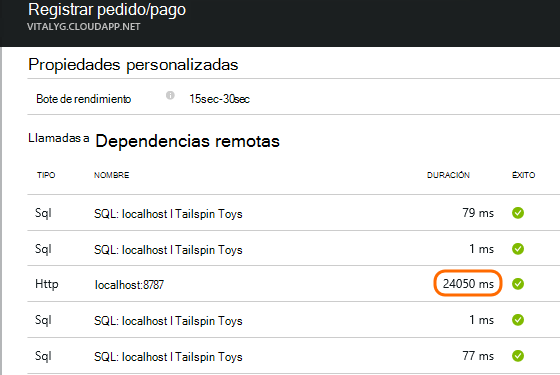 Registrar pedido/pago
VITALYG.CLOUDAPP.NET
Propiedades personalizadas
Bote de rendimiento 15sec-30sec
Llamadas a Dependencias remotas
TIPO NOMBRE DURACIÓN ÉXITO
Sql SQL: localhost | Tailspin Toys 79 ms
Sql SQL: localhost | Tailspin Toys 1 ms
Http localhost:8787 24050 ms
Sql SQL: localhost | Tailspin Toys 1 ms
Sql SQL: localhost | Tailspin Toys 77 ms